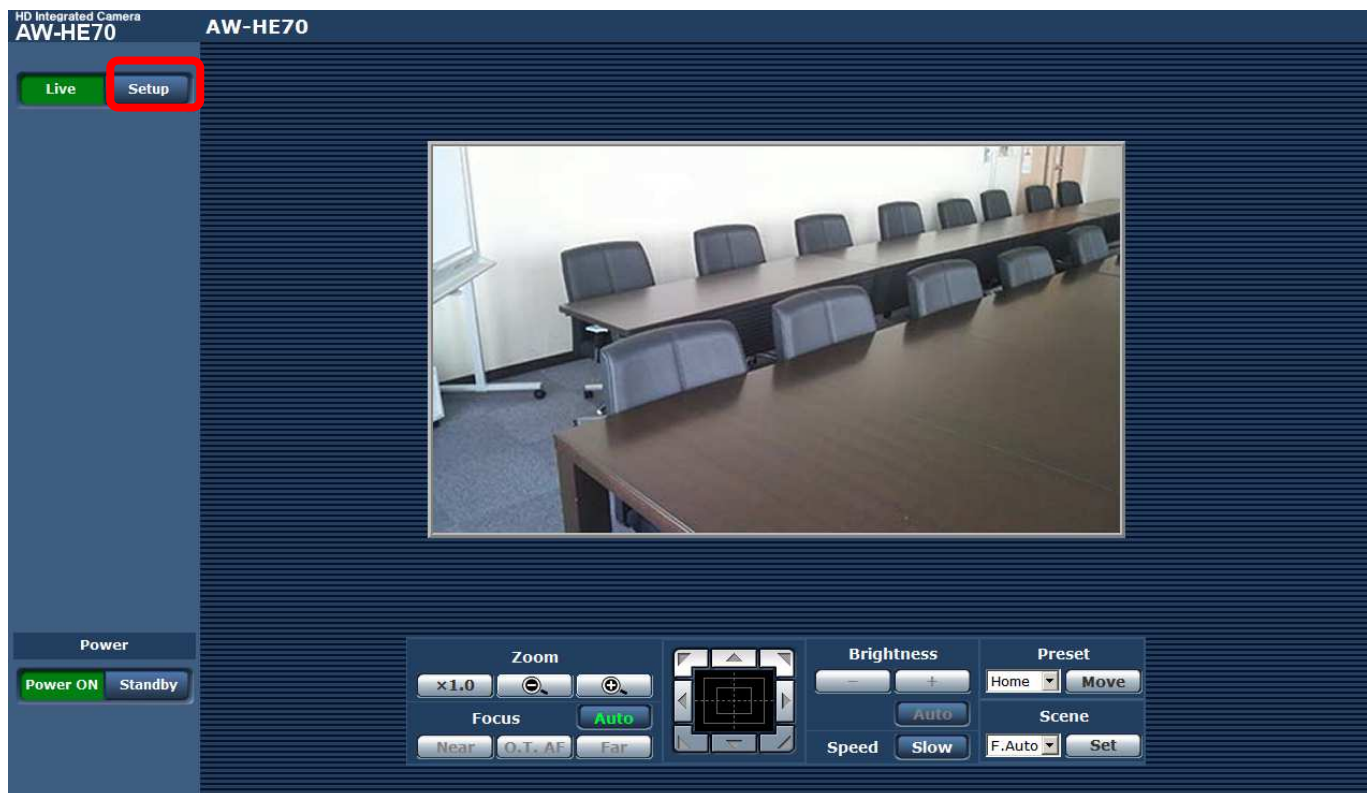 HD Integrated Camera
AW-HE70
AW-HE70
Live Setup
Power
Power ON Standby
Zoom
×1.0
Focus Auto
Near O.T. AF Far
Brightness
− +
Auto
Speed Slow
Preset
Home Move
Scene
F.Auto Set